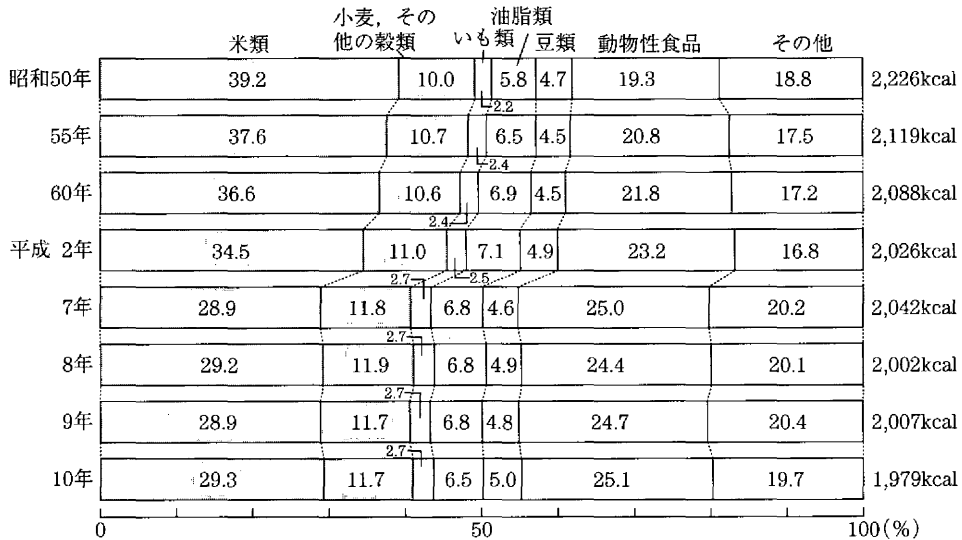 小麦，その 油脂類
米類 他の穀類 いも類 豆類 動物性食品 その他
昭和50年 39.2 10.0 5.8 4.7 19.3 18.8 2,226kcal
2.2
55年 37.6 10.7 6.5 4.5 20.8 17.5 2,119kcal
2.4
60年 36.6 10.6 6.9 4.5 21.8 17.2 2,088kcal
2.4
平成 2年 34.5 11.0 7.1 4.9 23.2 16.8 2,026kcal
2.7 2.5
7年 28.9 11.8 6.8 4.6 25.0 20.2 2,042kcal
2.7
8年 29.2 11.9 6.8 4.9 24.4 20.1 2,002kcal
2.7
9年 28.9 11.7 6.8 4.8 24.7 20.4 2,007kcal
2.7
10年 29.3 11.7 6.5 5.0 25.1 19.7 1,979kcal
0 50 100(%)